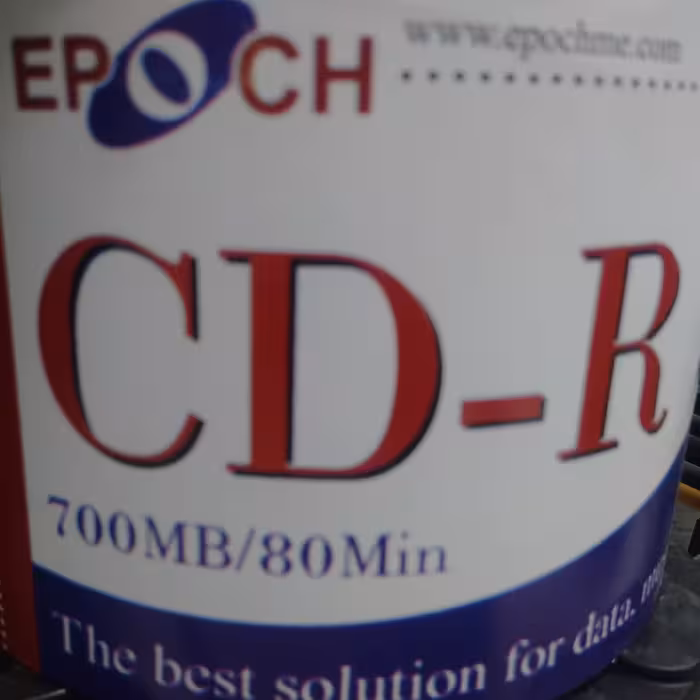 EPOCH
www.epochme.com
CD-R
700MB/80Min
The best solution for data,